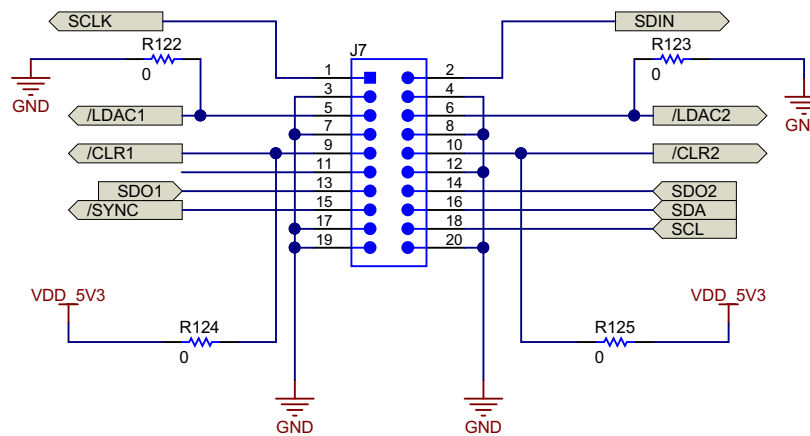 SCLK
SDIN
R122
0
J7
R123
0
GND
1
2
GND
3
4
/LDAC1
5
6
/LDAC2
7
8
/CLR1
9
10
/CLR2
11
12
SDO1
13
14
SDO2
/SYNC
15
16
SDA
17
18
SCL
19
20
VDD_5V3
VDD_5V3
R124
0
R125
0
GND
GND